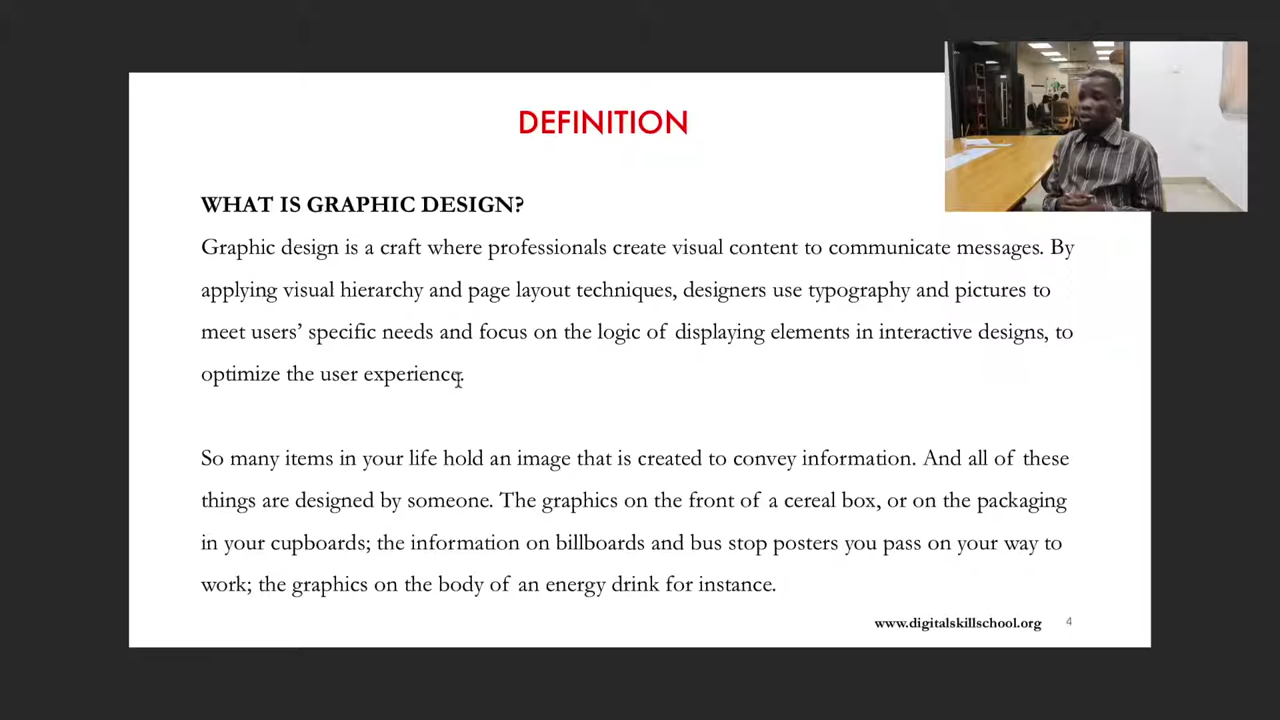 DEFINITION
WHAT IS GRAPHIC DESIGN?
Graphic design is a craft where professionals create visual content to communicate messages. By
applying visual hierarchy and page layout techniques, designers use typography and pictures to
meet users’ specific needs and focus on the logic of displaying elements in interactive designs, to
optimize the user experience.
So many items in your life hold an image that is created to convey information. And all of these
things are designed by someone. The graphics on the front of a cereal box, or on the packaging
in your cupboards; the information on billboards and bus stop posters you pass on your way to
work; the graphics on the body of an energy drink for instance.
www.digitalskillschool.org 4